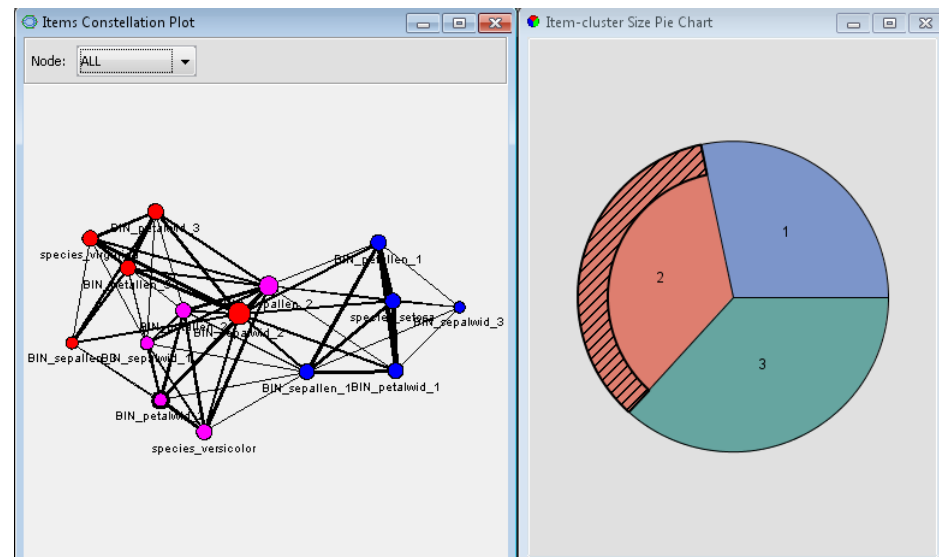 Items Constellation Plot
Node: ALL
BIN_petalwid_3
species_virginica
BIN_petallen_1
species_setosa
BIN_sepalwid_3
BIN_sepalwid_2
BIN_sepalwid_1
BIN_sepallen_1
BIN_petalwid_1
species_versicolor
Item-cluster Size Pie Chart
1
2
3